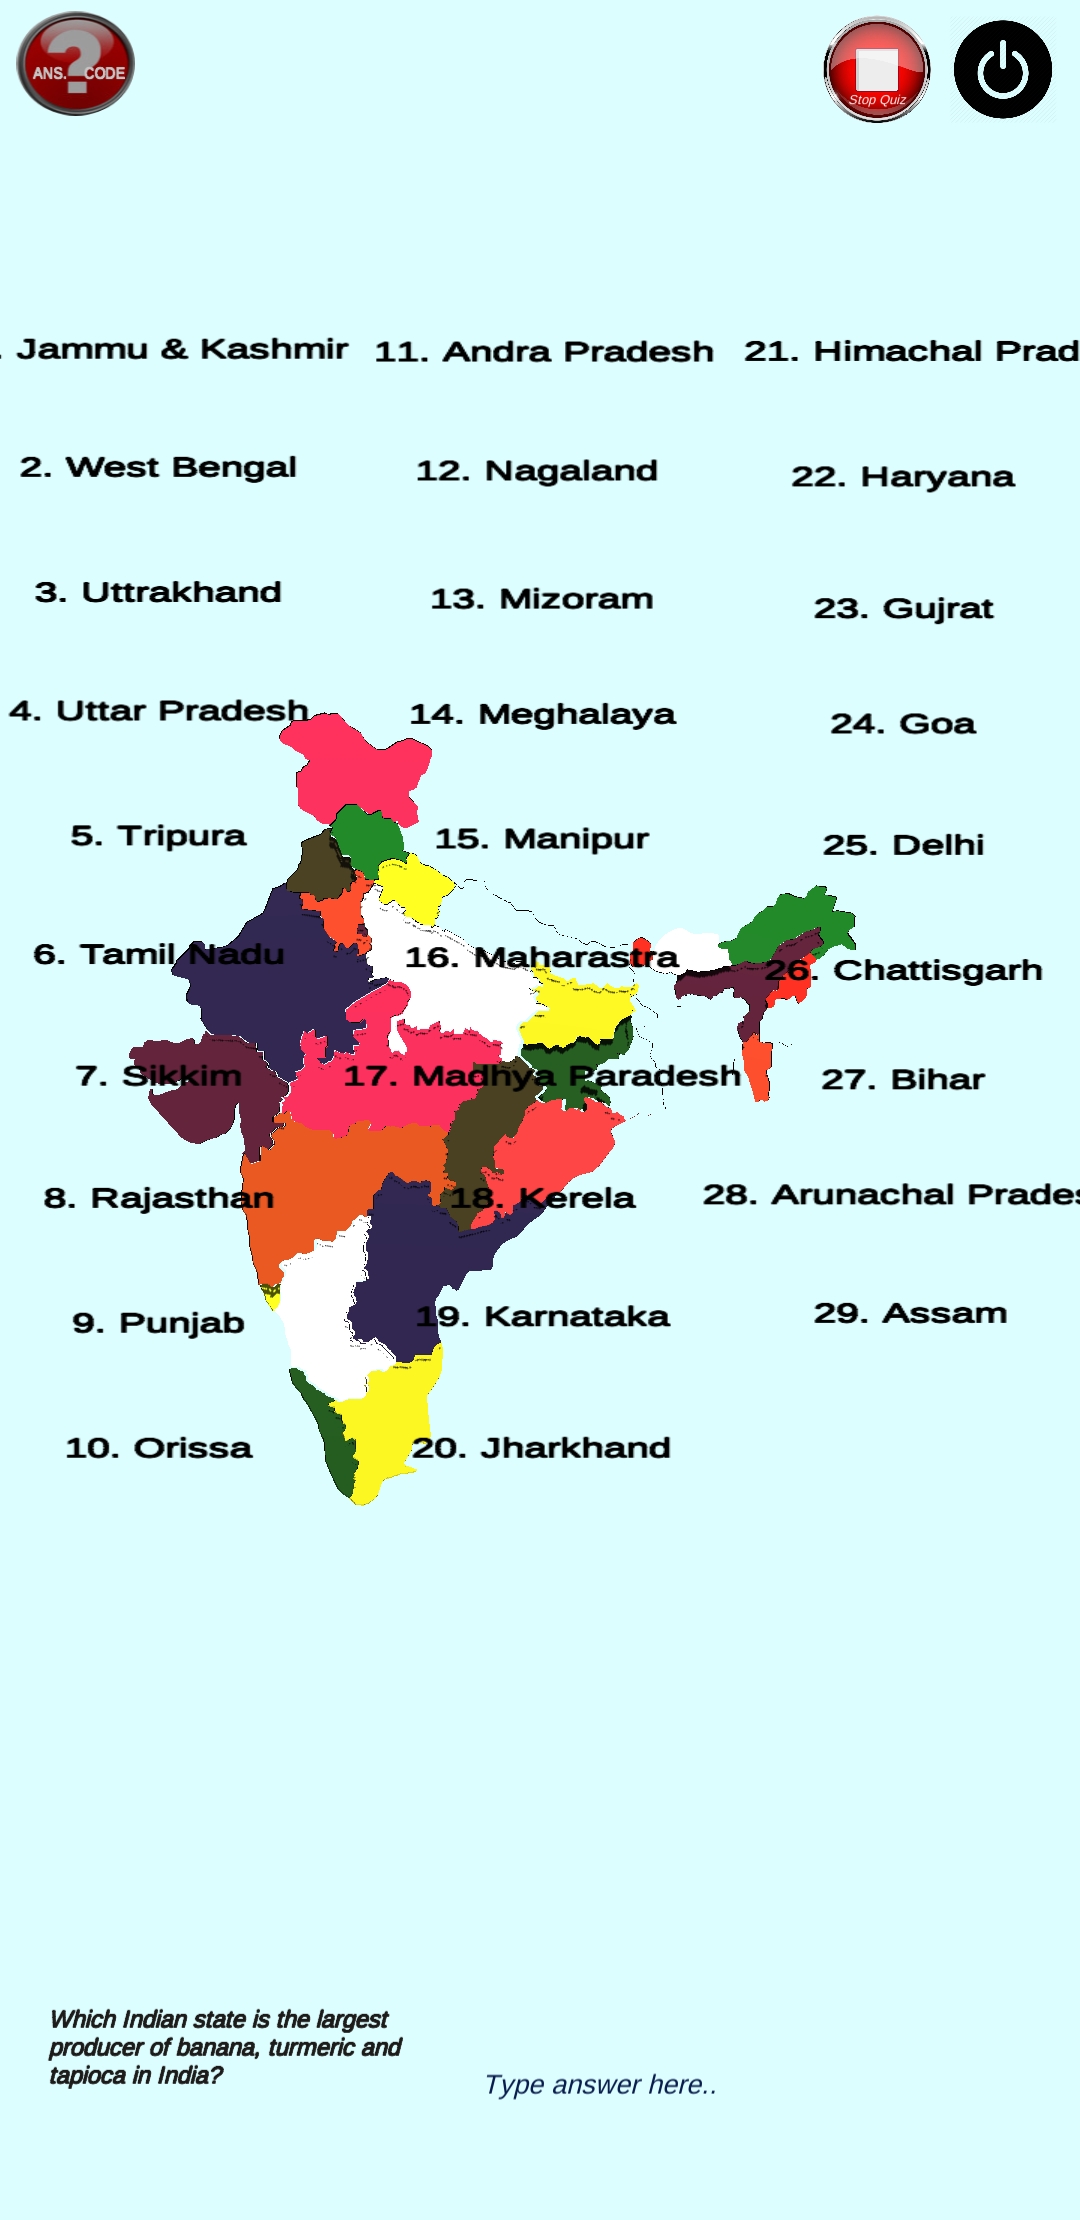 ANS. CODE
Stop Quiz
. Jammu & Kashmir
11. Andra Pradesh
21. Himachal Prad
2. West Bengal
12. Nagaland
22. Haryana
3. Uttrakhand
13. Mizoram
23. Gujrat
4. Uttar Pradesh
14. Meghalaya
24. Goa
5. Tripura
15. Manipur
25. Delhi
6. Tamil Nadu
16. Maharastra
26. Chattisgarh
7. Sikkim
17. Madhya Paradesh
27. Bihar
8. Rajasthan
18. Kerela
28. Arunachal Prades
9. Punjab
19. Karnataka
29. Assam
10. Orissa
20. Jharkhand
Which Indian state is the largest
producer of banana, turmeric and
tapioca in India?
Type answer here..